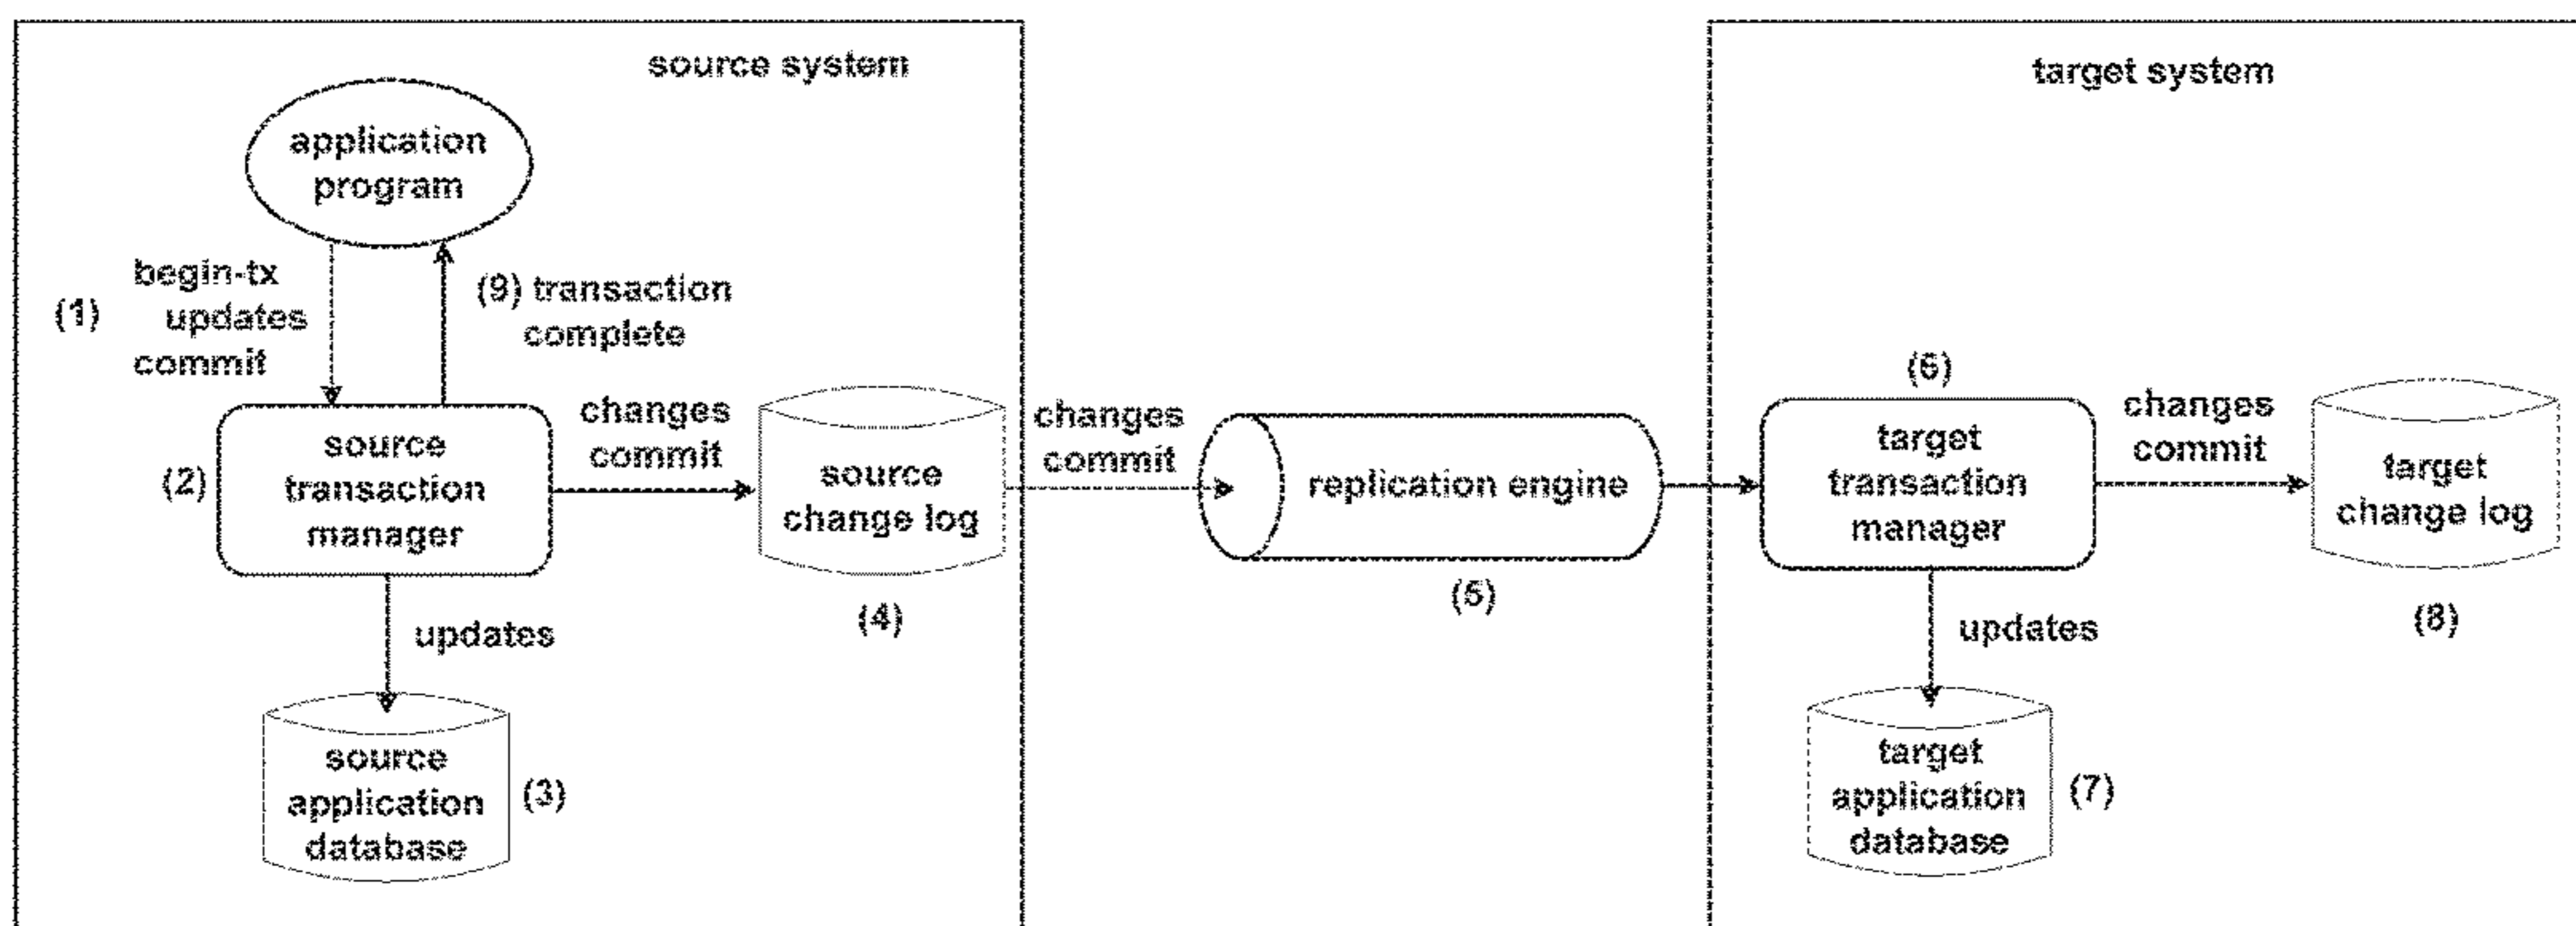 source system
application
program
(1)
begin-tx
updates
commit
(9) transaction
complete
(2)
source
transaction
manager
changes
commit
source
change log
(4)
updates
source
application
database
(3)
changes
commit
replication engine
(5)
target system
(6)
target
transaction
manager
changes
commit
target
change log
(8)
updates
target
application
database
(7)